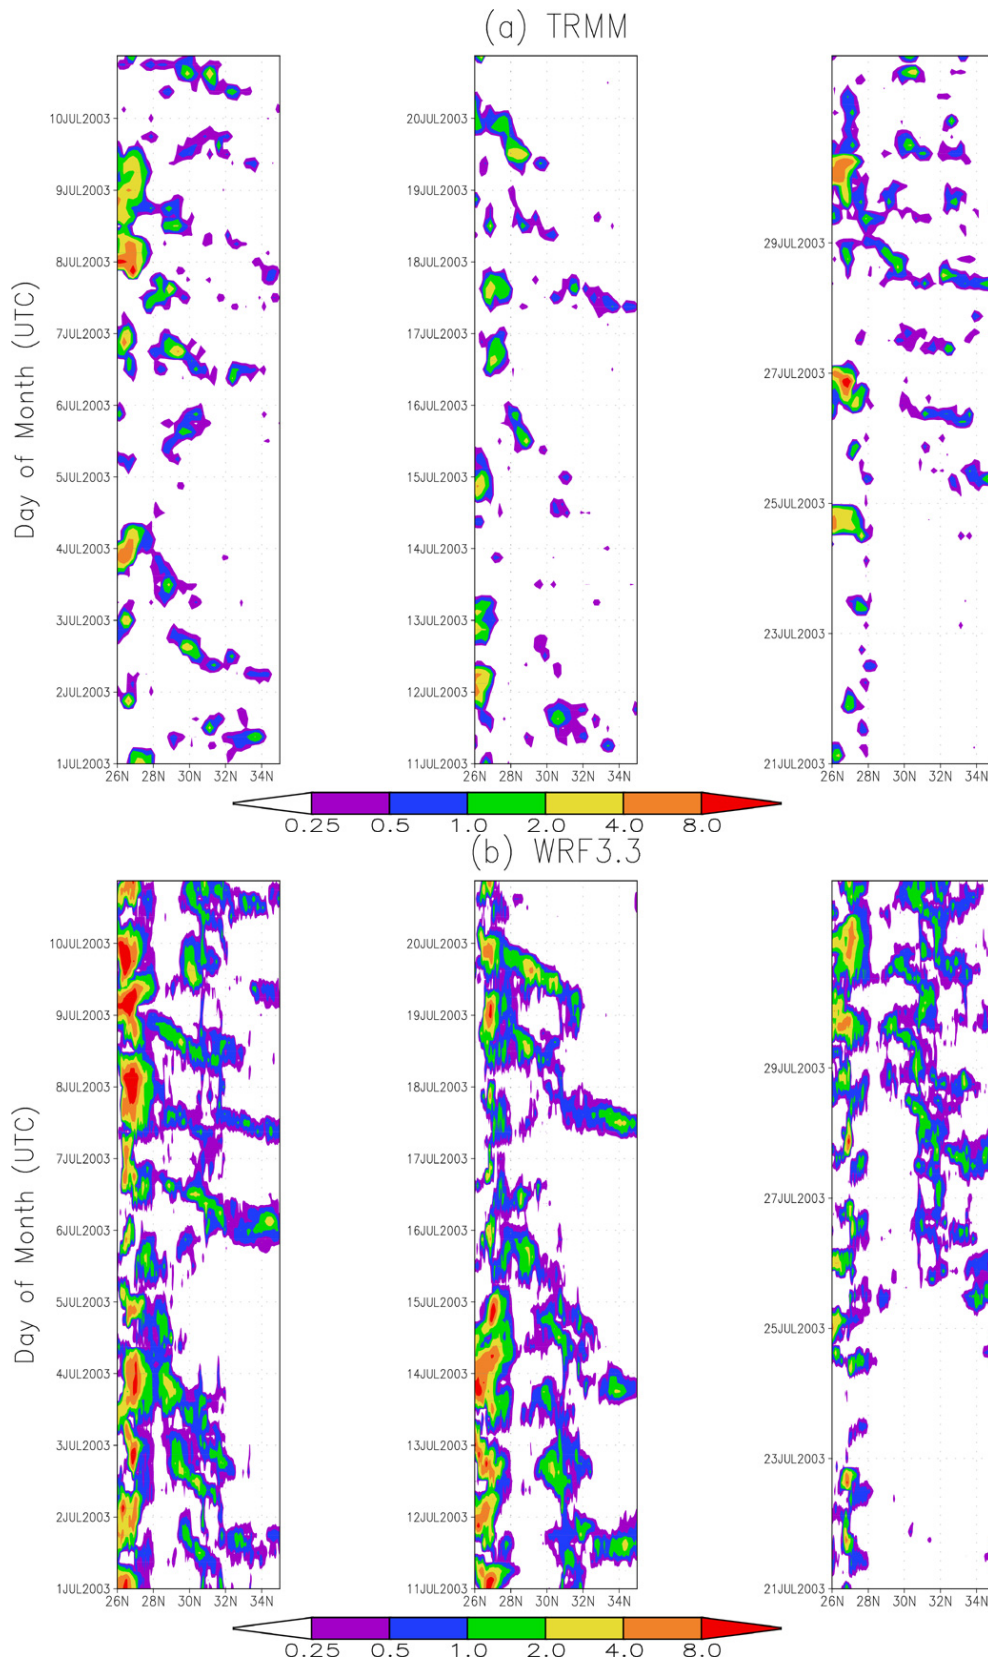 (a) TRMM
Day of Month (UTC)
10JUL2003
9JUL2003
8JUL2003
7JUL2003
6JUL2003
5JUL2003
4JUL2003
3JUL2003
2JUL2003
1JUL2003
26N 28N 30N 32N 34N
20JUL2003
19JUL2003
18JUL2003
17JUL2003
16JUL2003
15JUL2003
14JUL2003
13JUL2003
12JUL2003
11JUL2003
26N 28N 30N 32N 34N
29JUL2003
27JUL2003
25JUL2003
23JUL2003
21JUL2003
26N 28N 30N 32N 34N
0.25 0.5 1.0 2.0 4.0 8.0
(b) WRF3.3
Day of Month (UTC)
10JUL2003
9JUL2003
8JUL2003
7JUL2003
6JUL2003
5JUL2003
4JUL2003
3JUL2003
2JUL2003
1JUL2003
26N 28N 30N 32N 34N
20JUL2003
19JUL2003
18JUL2003
17JUL2003
16JUL2003
15JUL2003
14JUL2003
13JUL2003
12JUL2003
11JUL2003
26N 28N 30N 32N 34N
29JUL2003
27JUL2003
25JUL2003
23JUL2003
21JUL2003
26N 28N 30N 32N 34N
0.25 0.5 1.0 2.0 4.0 8.0